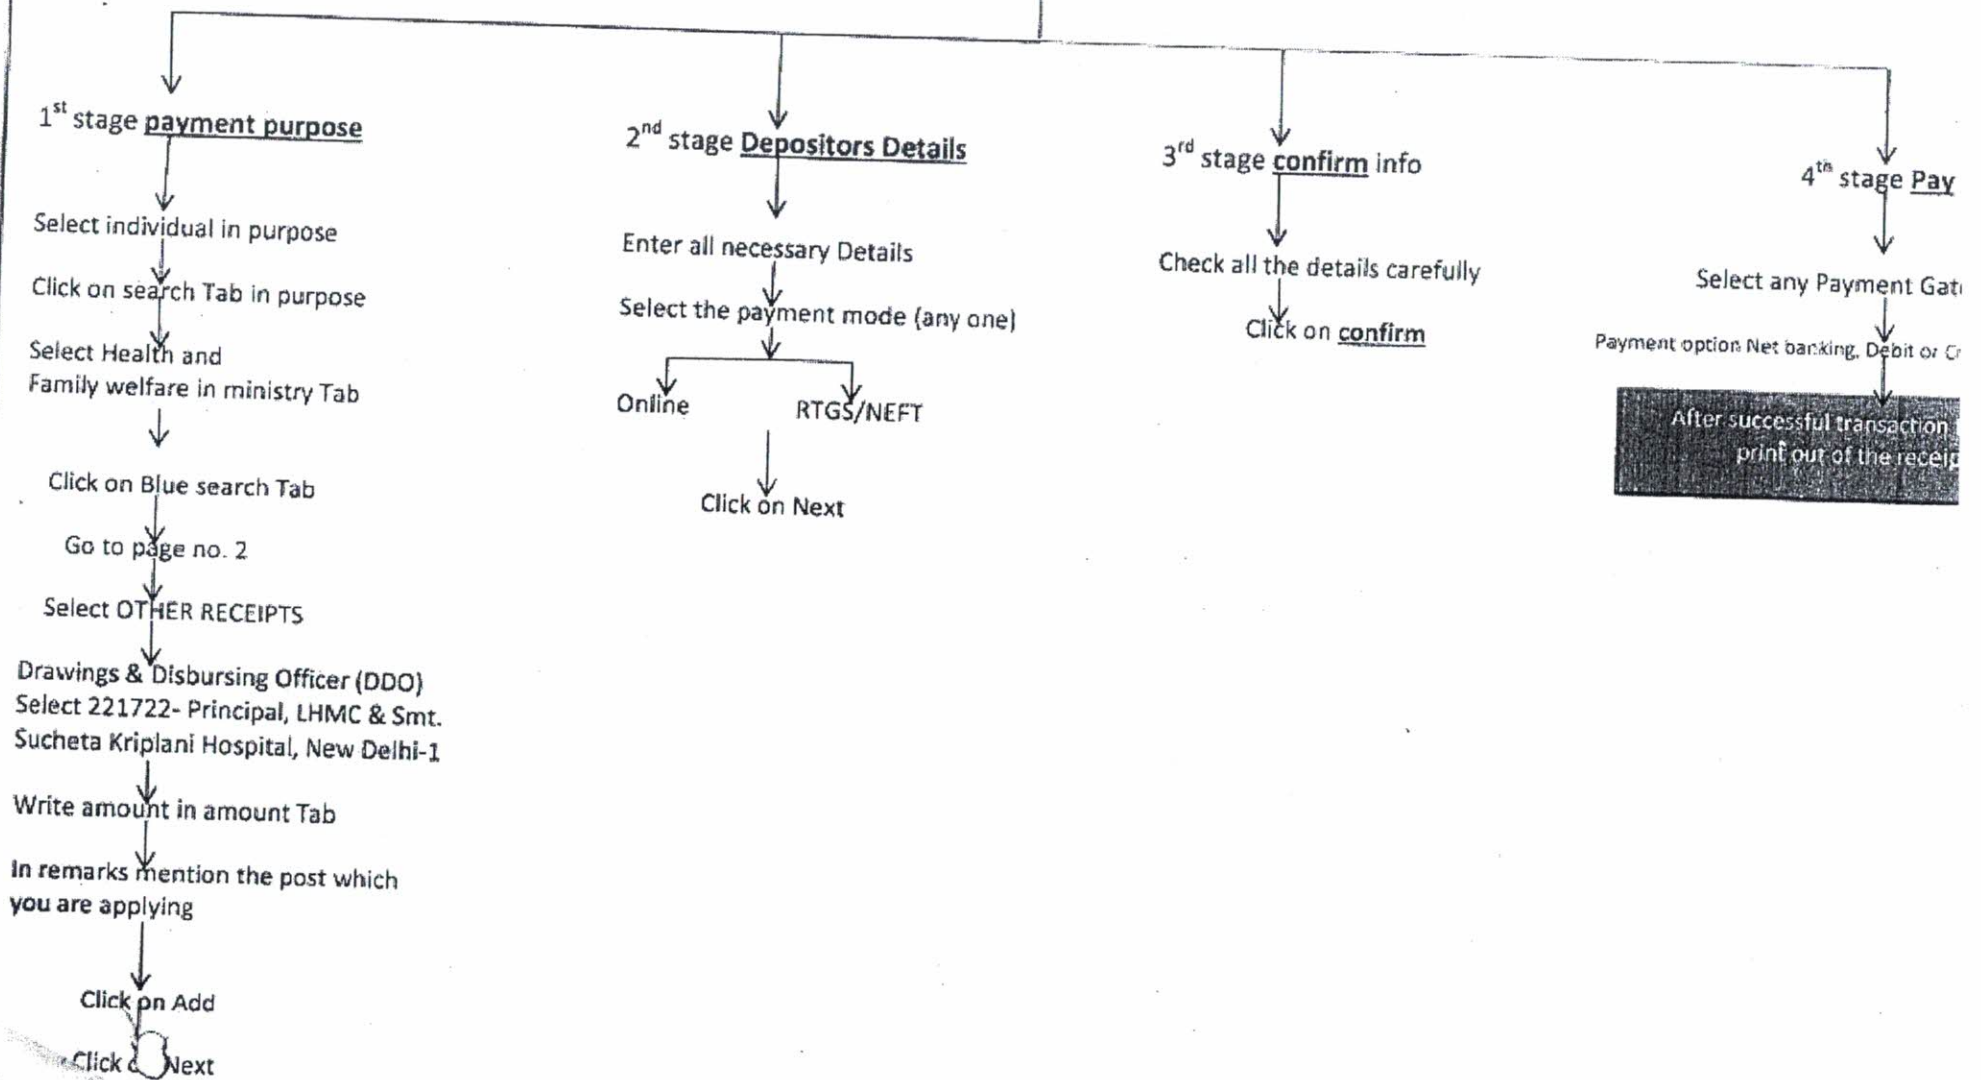 1st stage payment purpose
Select individual in purpose
Click on search Tab in purpose
Select Health and
Family welfare in ministry Tab
Click on Blue search Tab
Go to page no. 2
Select OTHER RECEIPTS
Drawings & Disbursing Officer (DDO)
Select 221722- Principal, LHMC & Smt.
Sucheta Kriplani Hospital, New Delhi-1
Write amount in amount Tab
In remarks mention the post which
you are applying
Click on Add
Click Next
2nd stage Depositors Details
Enter all necessary Details
Select the payment mode (any one)
Online
RTGS/NEFT
Click on Next
3rd stage confirm info
Check all the details carefully
Click on confirm
4th stage Pay
Select any Payment
Payment option Net banking, Debit or
After successful transaction
print out of the